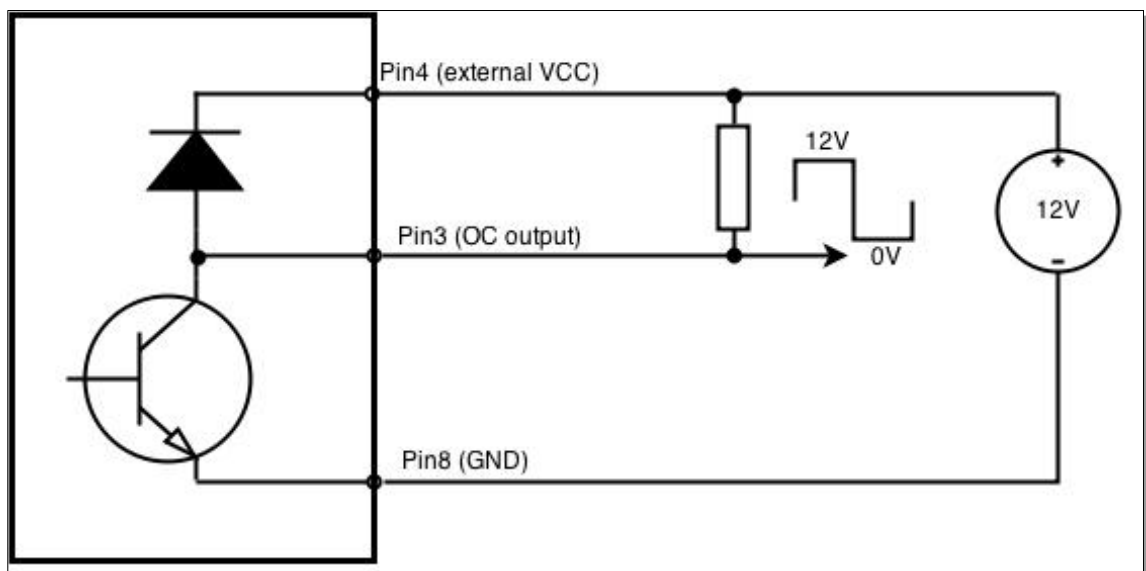 Pin4 (external VCC)
12V
12V
Pin3 (OC output)
0V
Pin8 (GND)